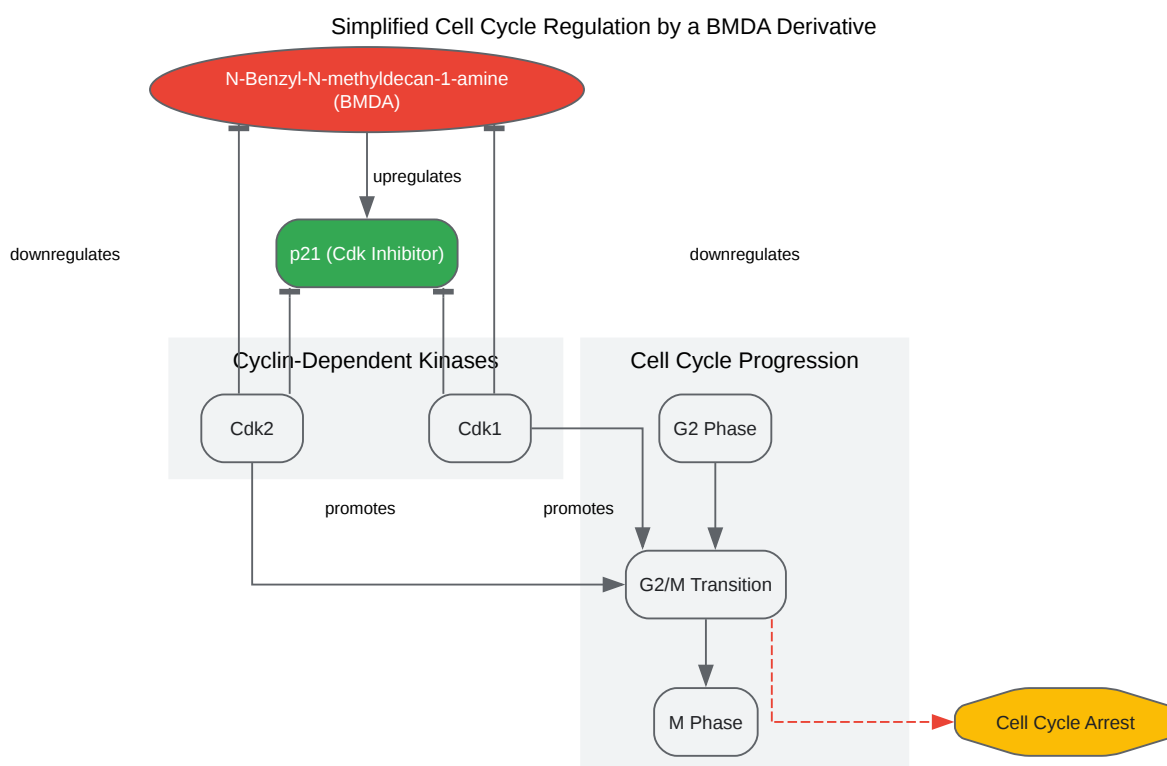 Simplified Cell Cycle Regulation by a BMDA Derivative
N-Benzyl-N-methyldecan-1-amine
(BMDA)
upregulates
downregulates
p21 (Cdk Inhibitor)
downregulates
Cyclin-Dependent Kinases
Cell Cycle Progression
Cdk2
Cdk1
G2 Phase
promotes
promotes
G2/M Transition
M Phase
Cell Cycle Arrest